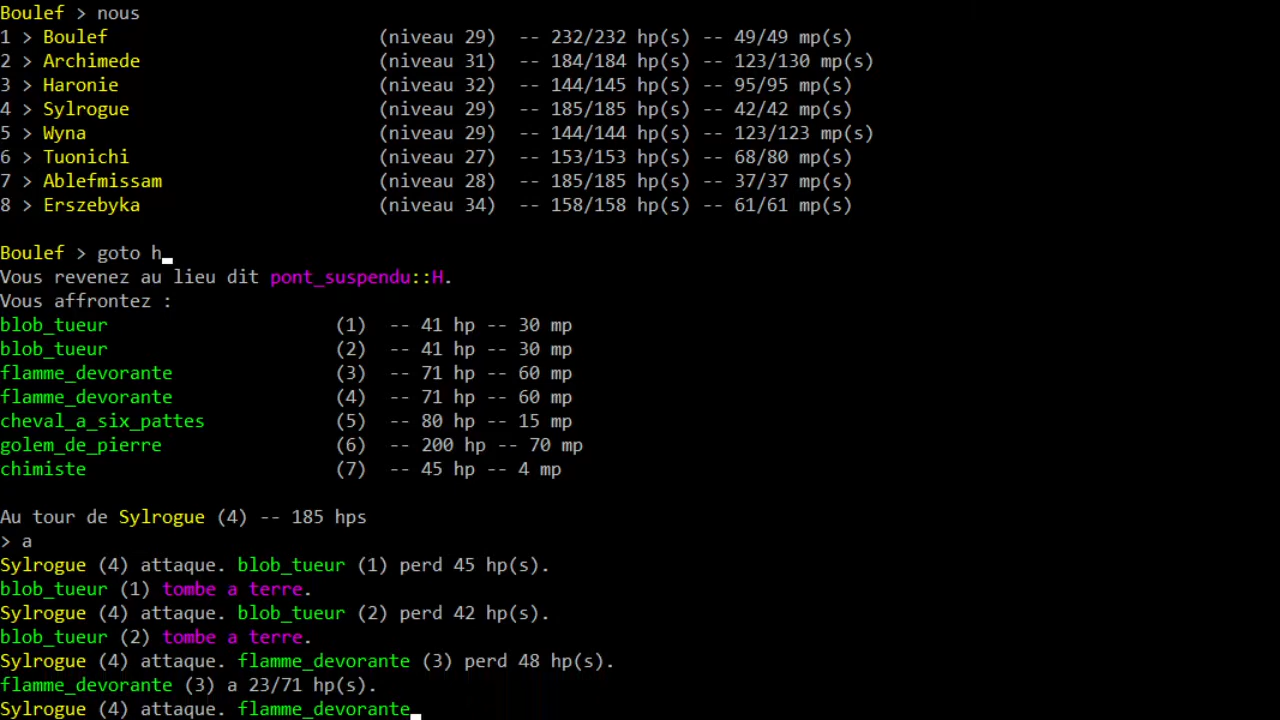 Boulef > nous
1 > Boulef (niveau 29) -- 232/232 hp(s) -- 49/49 mp(s)
2 > Archimede (niveau 31) -- 184/184 hp(s) -- 123/130 mp(s)
3 > Haronie (niveau 32) -- 144/145 hp(s) -- 95/95 mp(s)
4 > Sylrogue (niveau 29) -- 185/185 hp(s) -- 42/42 mp(s)
5 > Wyna (niveau 29) -- 144/144 hp(s) -- 123/123 mp(s)
6 > Tuonichi (niveau 27) -- 153/153 hp(s) -- 68/80 mp(s)
7 > Ablefmissam (niveau 28) -- 185/185 hp(s) -- 37/37 mp(s)
8 > Erszebyka (niveau 34) -- 158/158 hp(s) -- 61/61 mp(s)
Boulef > goto h
Vous revenez au lieu dit pont_suspendu::H.
Vous affrontez :
blob_tueur (1) -- 41 hp -- 30 mp
blob_tueur (2) -- 41 hp -- 30 mp
flamme_devorante (3) -- 71 hp -- 60 mp
flamme_devorante (4) -- 71 hp -- 60 mp
cheval_a_six_pattes (5) -- 80 hp -- 15 mp
golem_de_pierre (6) -- 200 hp -- 70 mp
chimiste (7) -- 45 hp -- 4 mp
Au tour de Sylrogue (4) -- 185 hps
> a
Sylrogue (4) attaque. blob_tueur (1) perd 45 hp(s).
blob_tueur (1) tombe a terre.
Sylrogue (4) attaque. blob_tueur (2) perd 42 hp(s).
blob_tueur (2) tombe a terre.
Sylrogue (4) attaque. flamme_devorante (3) perd 48 hp(s).
flamme_devorante (3) a 23/71 hp(s).
Sylrogue (4) attaque. flamme_devorante